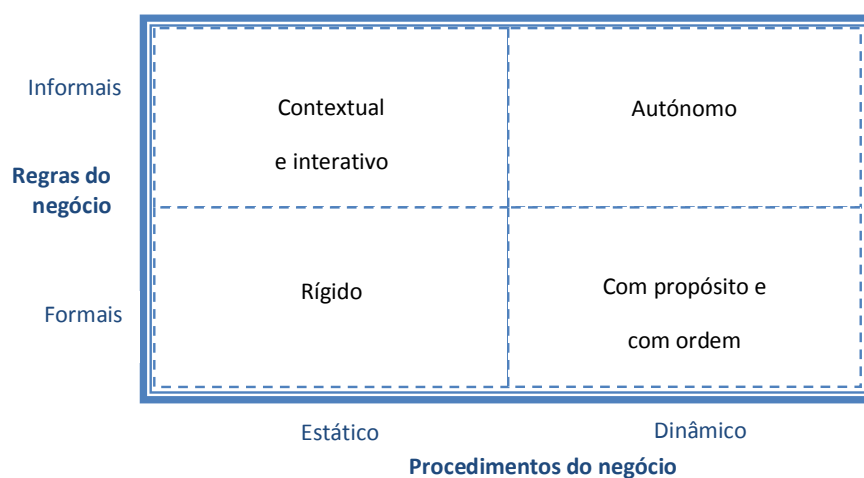 Informais
Contextual
e interativo
Autónomo
Regras do
negócio
Formais
Rígido
Com propósito e
com ordem
Estático
Dinâmico
Procedimentos do negócio